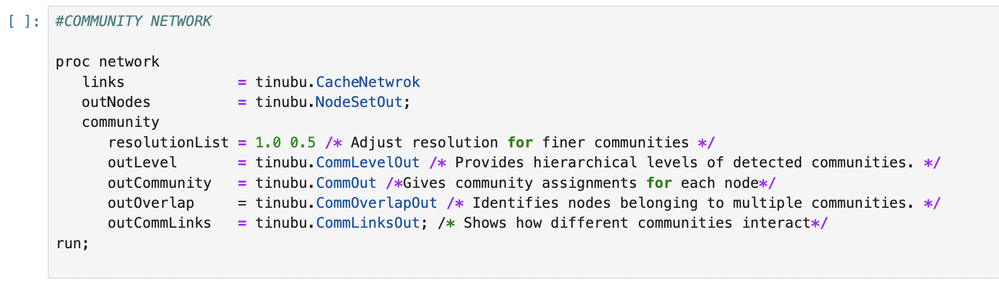 [ ]: #COMMUNITY NETWORK
proc network
links = tinubu.CacheNetwrok
outNodes = tinubu.NodeSetOut;
community
resolutionList = 1.0 0.5 /* Adjust resolution for finer communities */
outLevel = tinubu.CommLevelOut /* Provides hierarchical levels of detected communities. */
outCommunity = tinubu.CommOut /*Gives community assignments for each node*/
outOverlap = tinubu.CommOverlapOut /* Identifies nodes belonging to multiple communities. */
outCommLinks = tinubu.CommLinksOut; /* Shows how different communities interact*/
run;